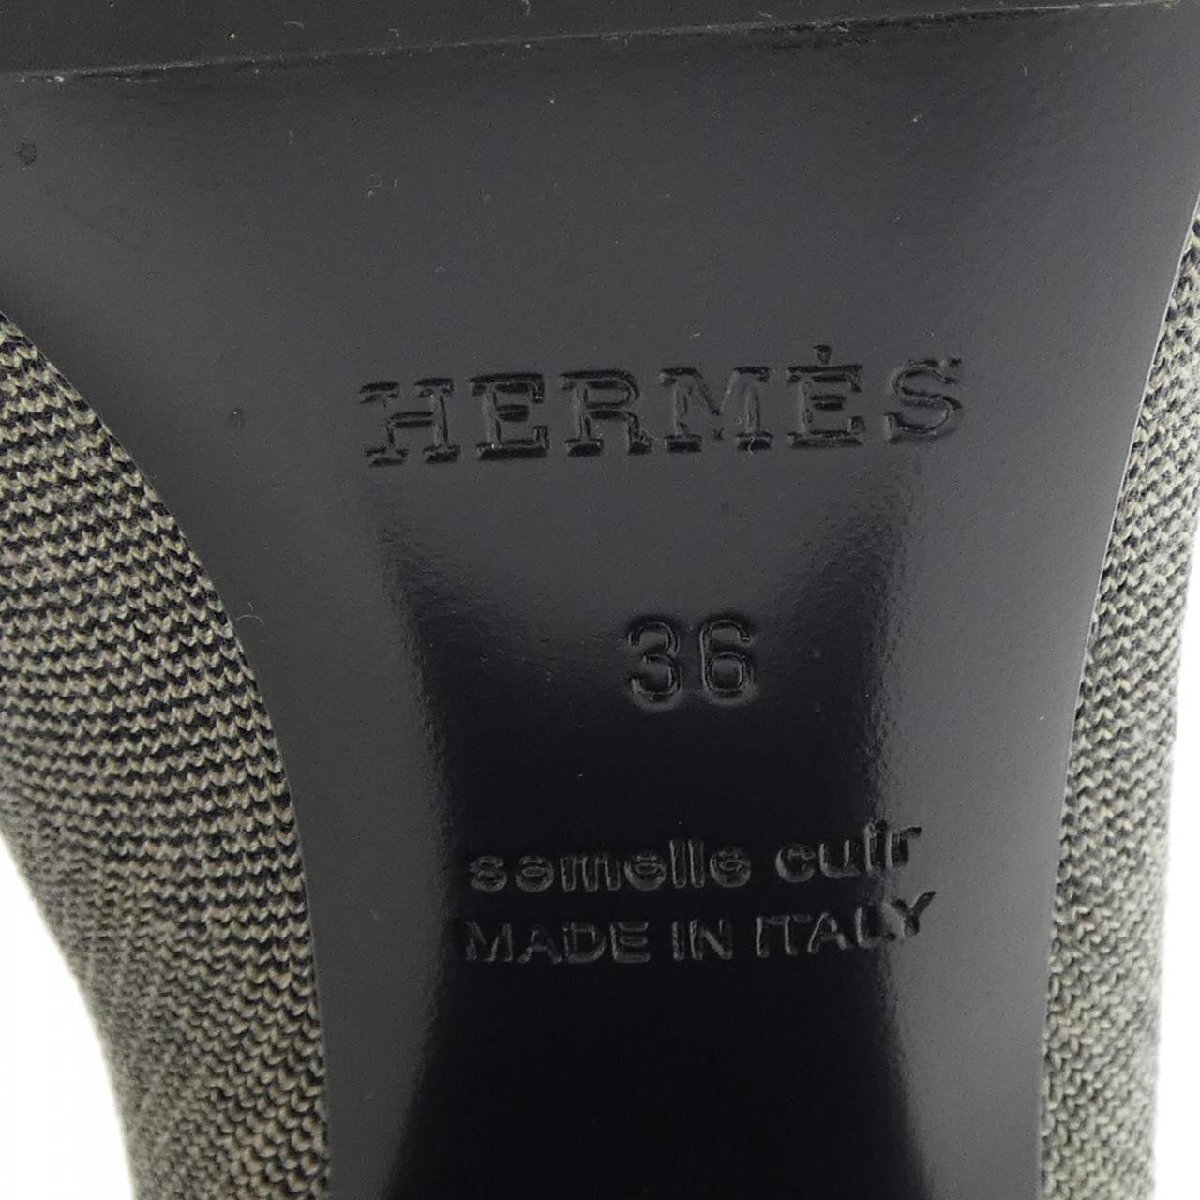 HERMÈS
36
semelle cuir
MADE IN ITALY